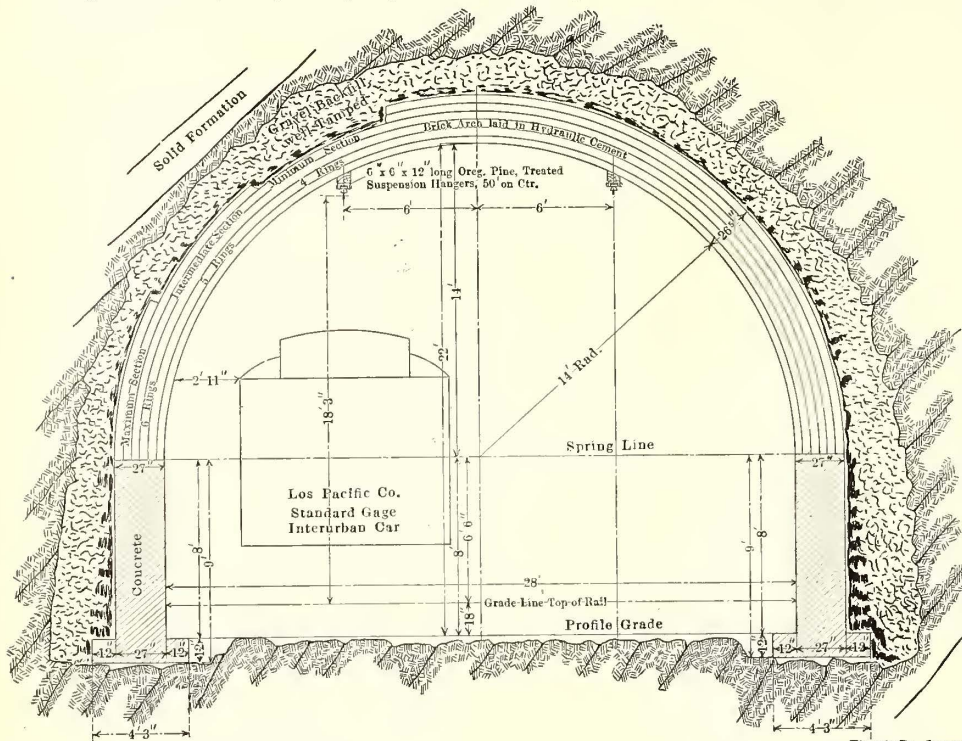 Solid Formation
Gravel Backfill
well Tamped
Minimum Section
4 Rings
Brick Arch laid in Hydraulic Cement
6" x 6" x 12" long Oreg. Pine, Treated
Suspension Hangers, 50' on Ctr.
6'
6'
Intermediate Section
5 Rings
26½"
14'
22'
14' Rad.
2'-11"
18'-3"
Maximum Section
6 Rings
Spring Line
27"
27"
Los Pacific Co.
Standard Gage
Interurban Car
Concrete
8'
9'
8'
6' 6"
9'
8'
28'
Grade Line Top of Rail
18"
Profile Grade
12"
27"
12"
12"
12"
12"
27"
12"
12"
4'3"
4'3"